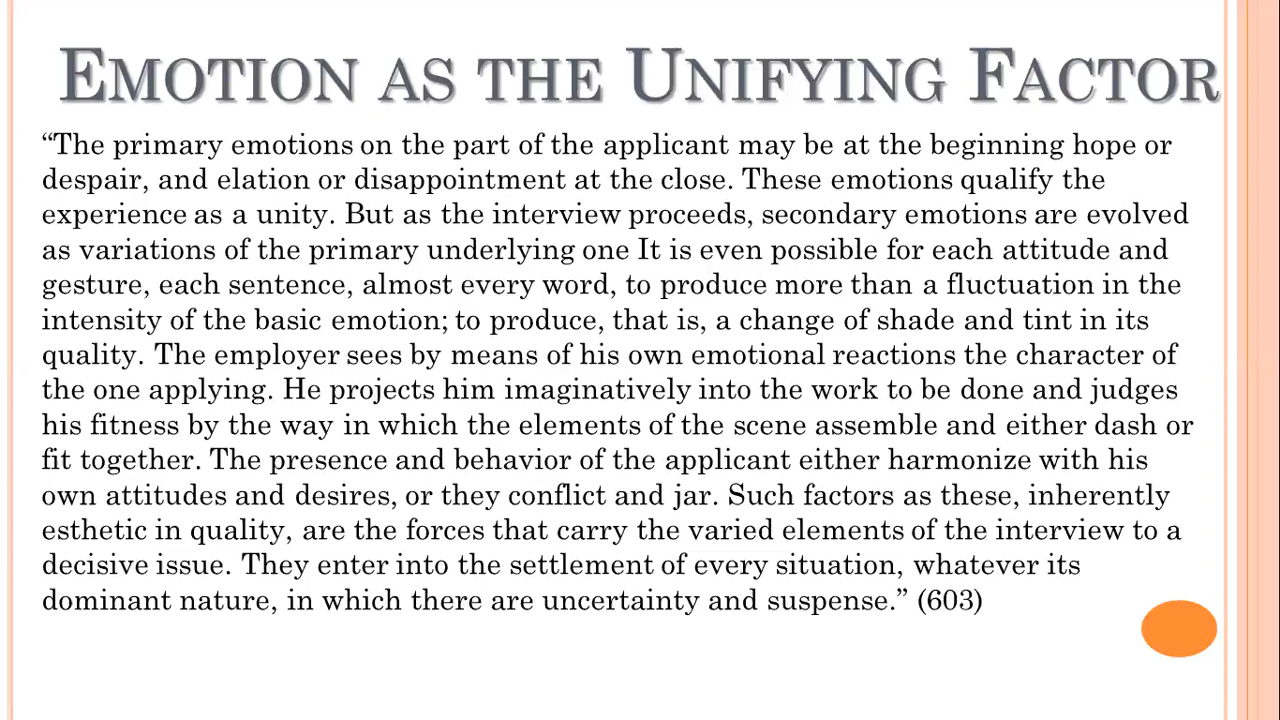 Emotion as the Unifying Factor
“The primary emotions on the part of the applicant may be at the beginning hope or
despair, and elation or disappointment at the close. These emotions qualify the
experience as a unity. But as the interview proceeds, secondary emotions are evolved
as variations of the primary underlying one It is even possible for each attitude and
gesture, each sentence, almost every word, to produce more than a fluctuation in the
intensity of the basic emotion; to produce, that is, a change of shade and tint in its
quality. The employer sees by means of his own emotional reactions the character of
the one applying. He projects him imaginatively into the work to be done and judges
his fitness by the way in which the elements of the scene assemble and either dash or
fit together. The presence and behavior of the applicant either harmonize with his
own attitudes and desires, or they conflict and jar. Such factors as these, inherently
esthetic in quality, are the forces that carry the varied elements of the interview to a
decisive issue. They enter into the settlement of every situation, whatever its
dominant nature, in which there are uncertainty and suspense.” (603)